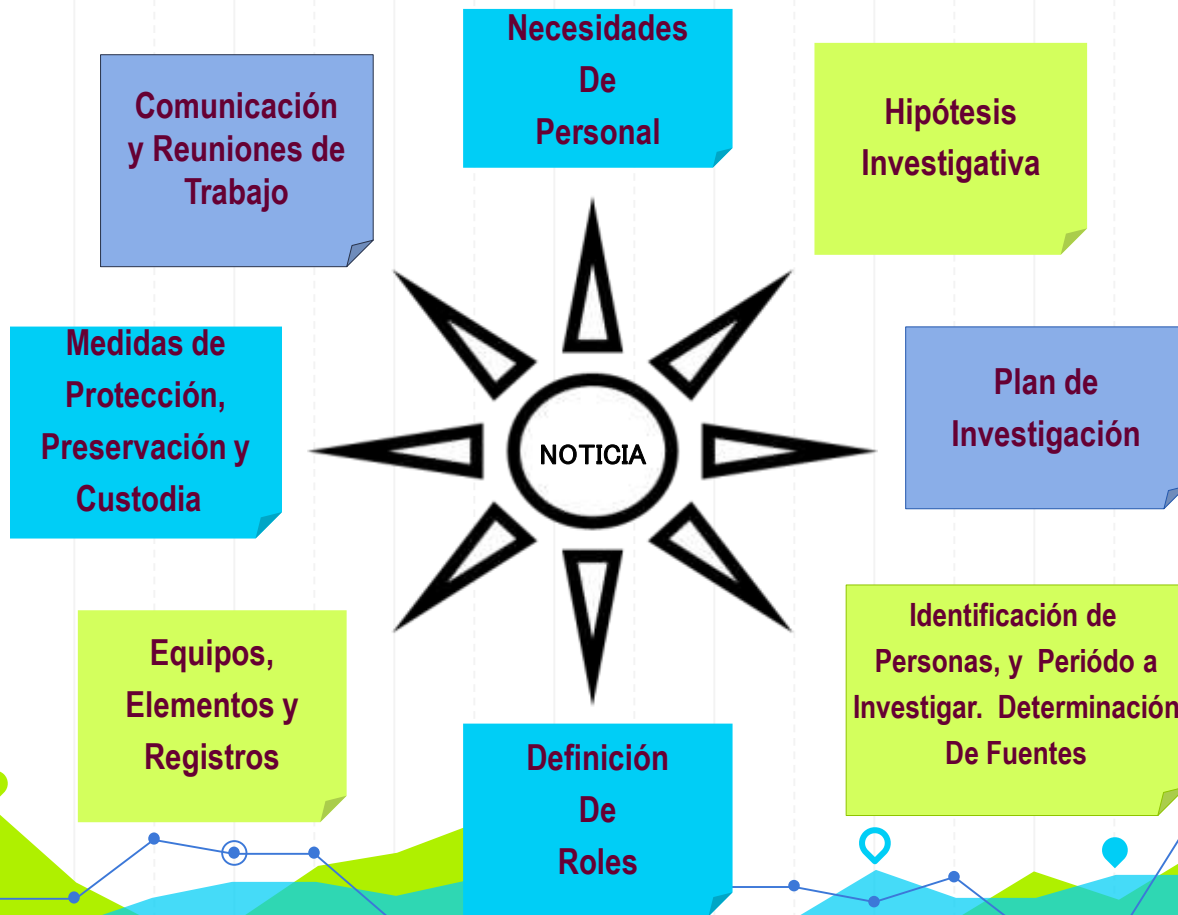 Necesidades
De
Personal
Comunicación
y Reuniones de
Trabajo
Hipótesis
Investigativa
Medidas de
Protección,
Preservación y
Custodia
NOTICIA
Plan de
Investigación
Equipos,
Elementos y
Registros
Identificación de
Personas, y Periódo a
Investigar. Determinación
De Fuentes
Definición
De
Roles